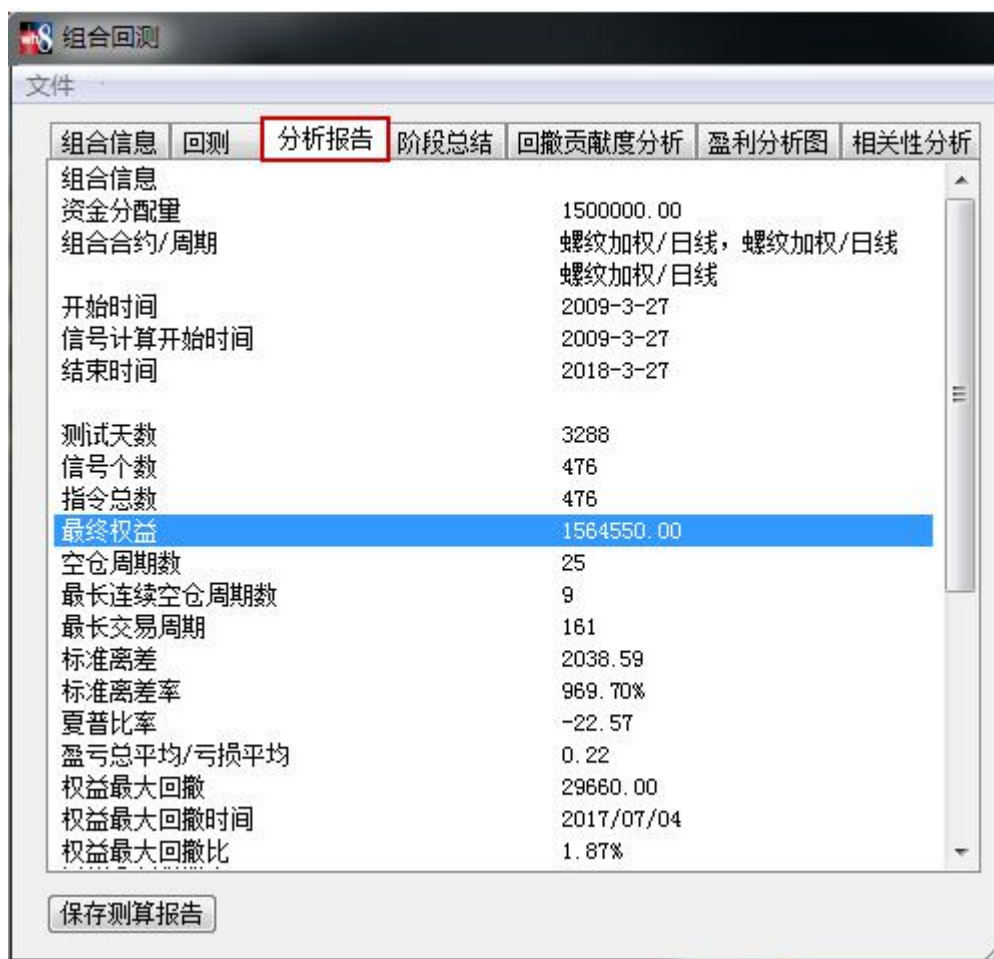 wh8 组合回测
文件
组合信息 回测 分析报告 阶段总结 回撤贡献度分析 盈利分析图 相关性分析
组合信息
资金分配量 1500000.00
组合合约/周期 螺纹加权/日线，螺纹加权/日线
螺纹加权/日线
开始时间 2009-3-27
信号计算开始时间 2009-3-27
结束时间 2018-3-27
测试天数 3288
信号个数 476
指令总数 476
最终权益 1564550.00
空仓周期数 25
最长连续空仓周期数 9
最长交易周期 161
标准离差 2038.59
标准离差率 969.70%
夏普比率 -22.57
盈亏总平均/亏损平均 0.22
权益最大回撤 29660.00
权益最大回撤时间 2017/07/04
权益最大回撤比 1.87%
保存测算报告